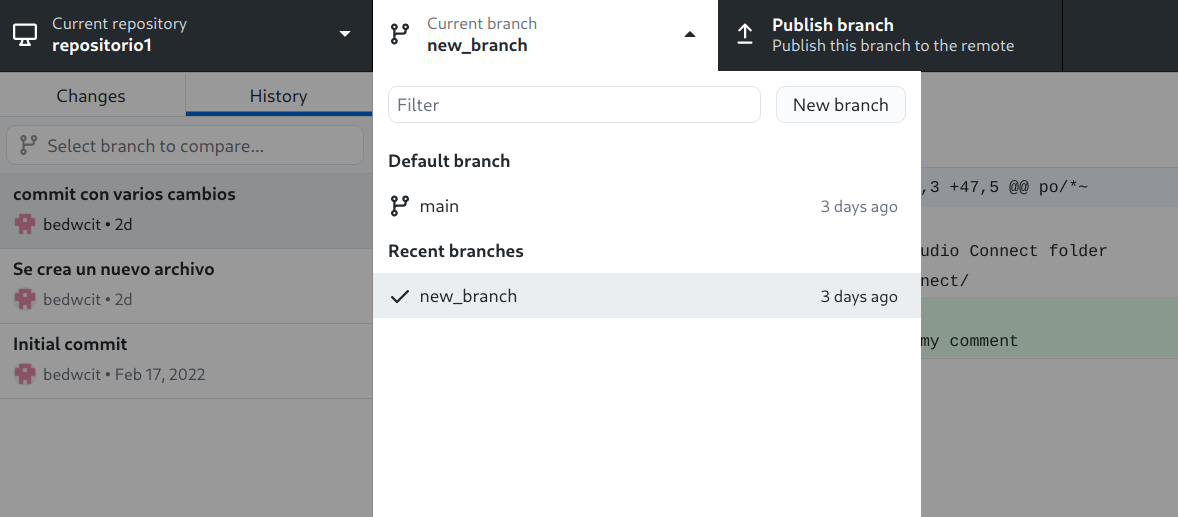 Current repository
repositorio1
Current branch
new_branch
Publish branch
Publish this branch to the remote
Changes
History
Select branch to compare...
commit con varios cambios
bedwcit • 2d
Se crea un nuevo archivo
bedwcit • 2d
Initial commit
bedwcit • Feb 17, 2022
Filter
New branch
Default branch
main
3 days ago
Recent branches
new_branch
3 days ago
,3 +47,5 @@ po/*~
udio Connect folder
nect/
my comment